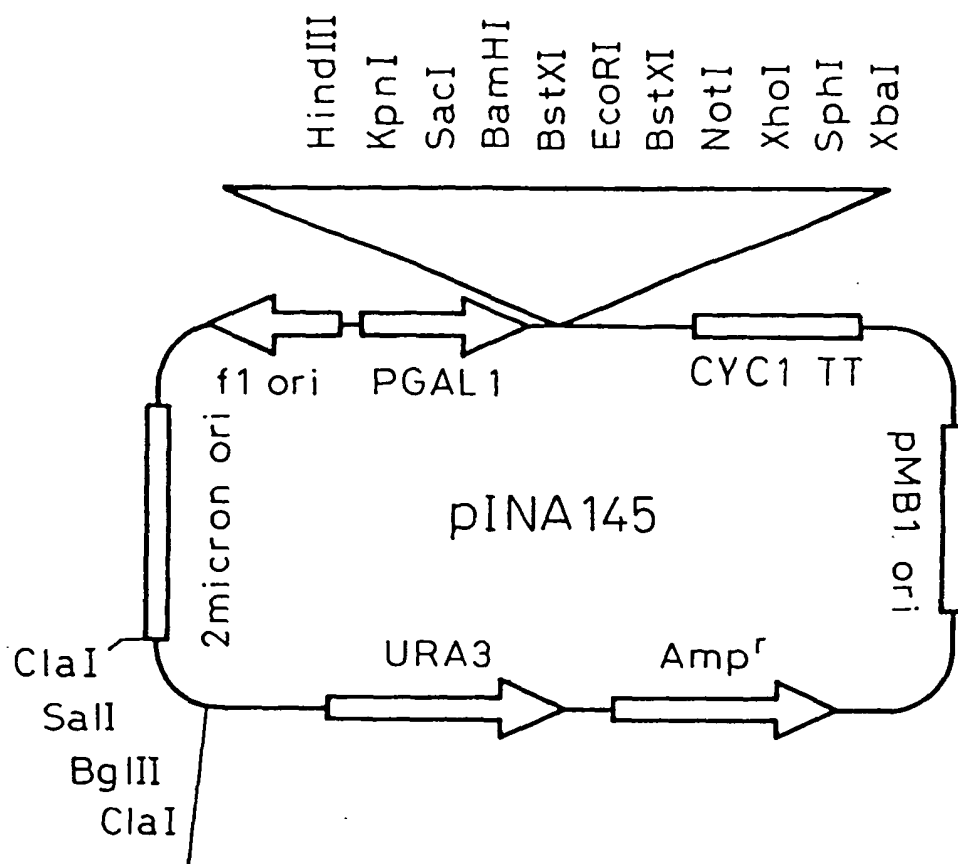 HindIII
KpnI
SacI
BamHI
BstXI
EcoRI
BstXI
NotI
XhoI
SphI
XbaI
f1 ori
PGAL1
CYC1 TT
2micron ori
pINA145
pMB1. ori
ClaI
SalI
BglII
ClaI
URA3
Ampʳ